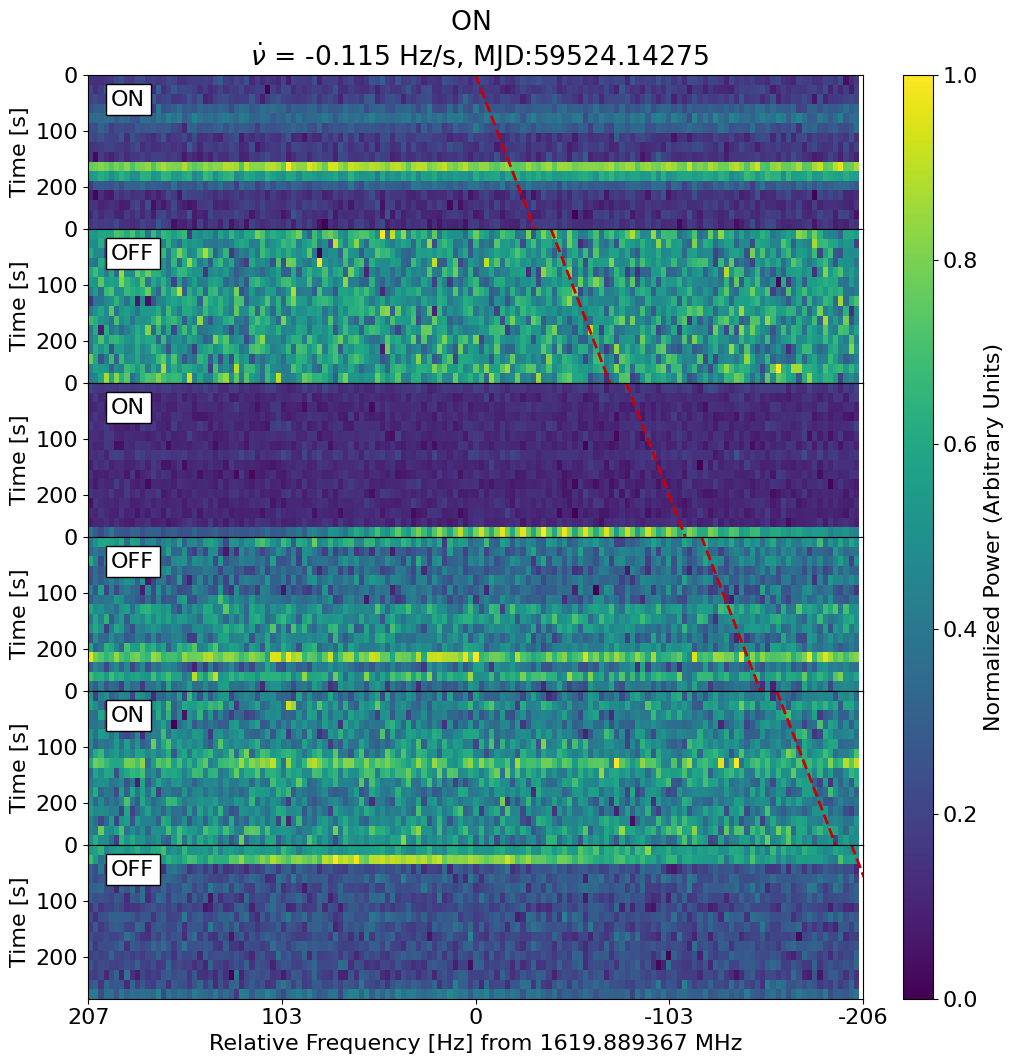 ON
ν̇ = -0.115 Hz/s, MJD:59524.14275
0
ON
Time [s]
100
200
0
OFF
Time [s]
100
200
0
ON
Time [s]
100
200
0
OFF
Time [s]
100
200
0
ON
Time [s]
100
200
0
OFF
Time [s]
100
200
207
103
0
-103
-206
Relative Frequency [Hz] from 1619.889367 MHz
1.0
0.8
0.6
0.4
0.2
0.0
Normalized Power (Arbitrary Units)